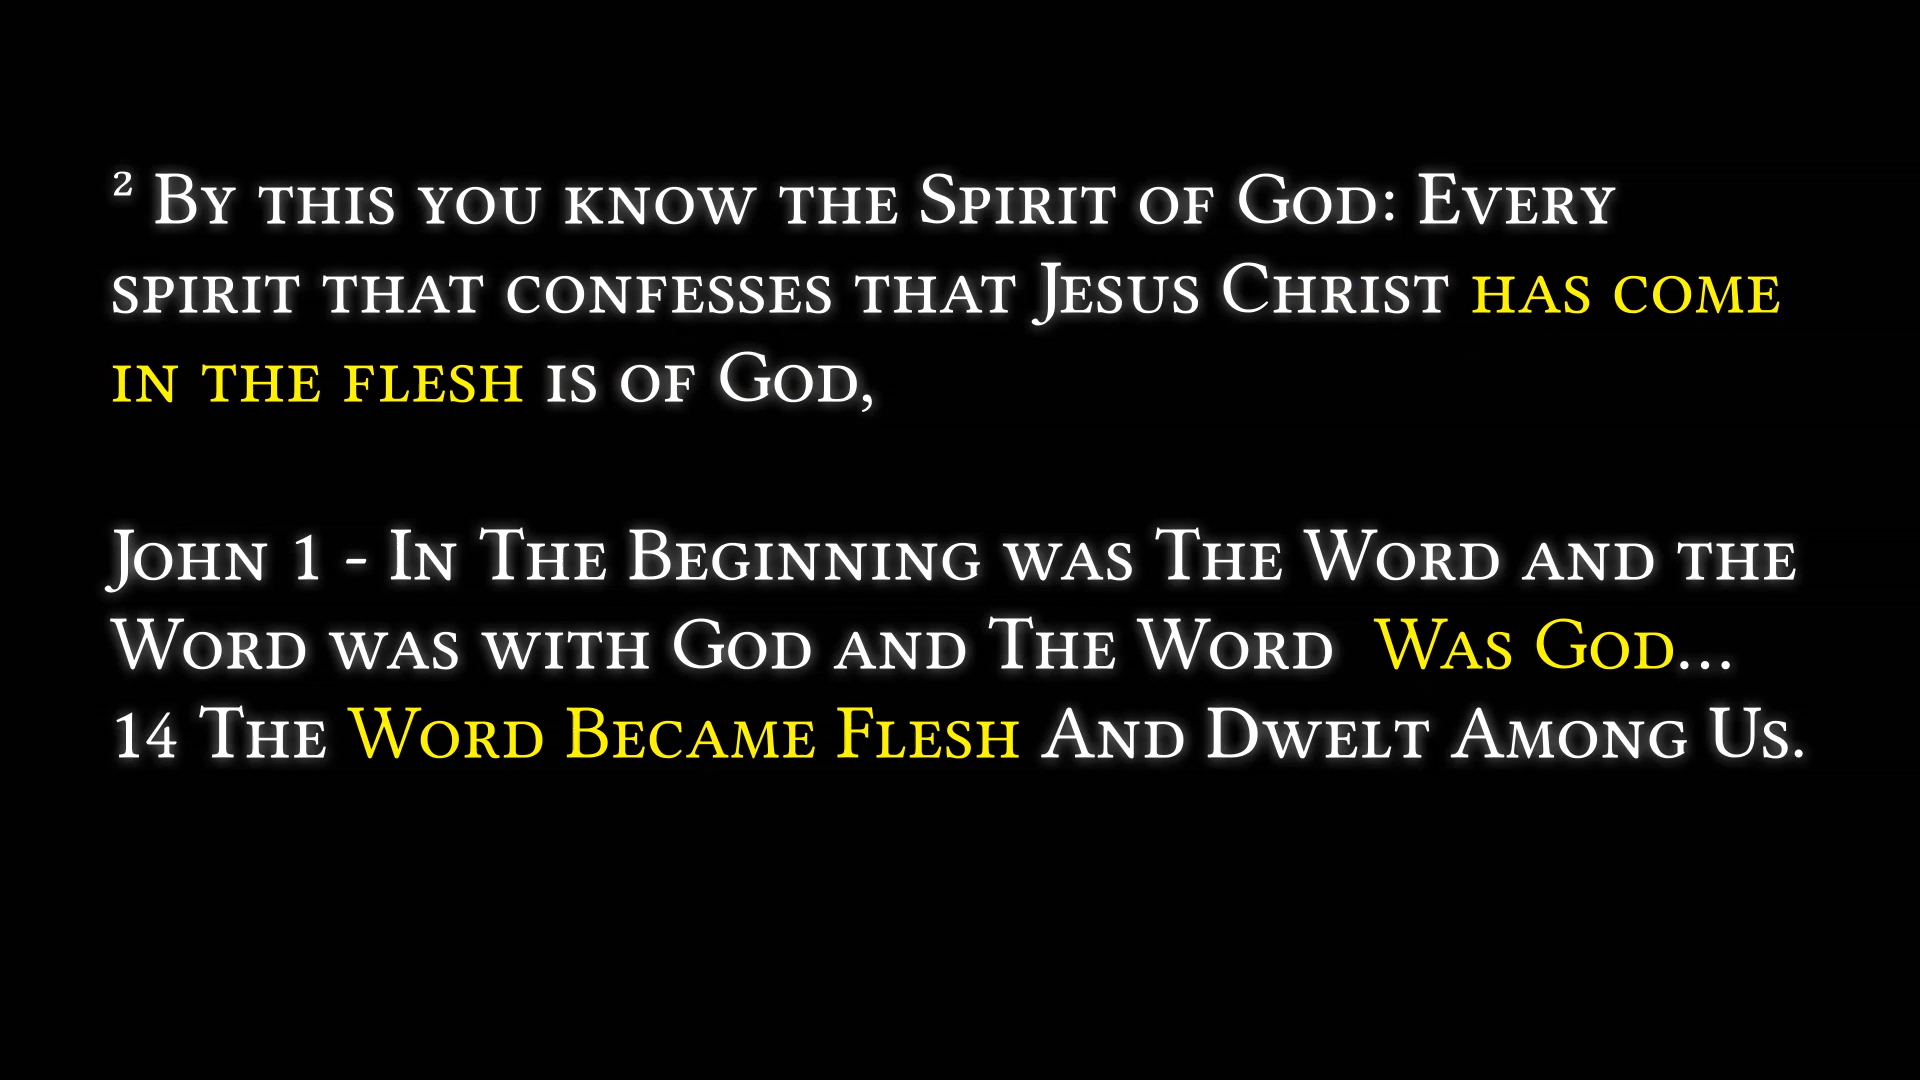 ² By this you know the Spirit of God: Every
spirit that confesses that Jesus Christ has come
in the flesh is of God,
John 1 - In The Beginning was The Word and the
Word was with God and The Word  Was God...
14 The Word Became Flesh And Dwelt Among Us.